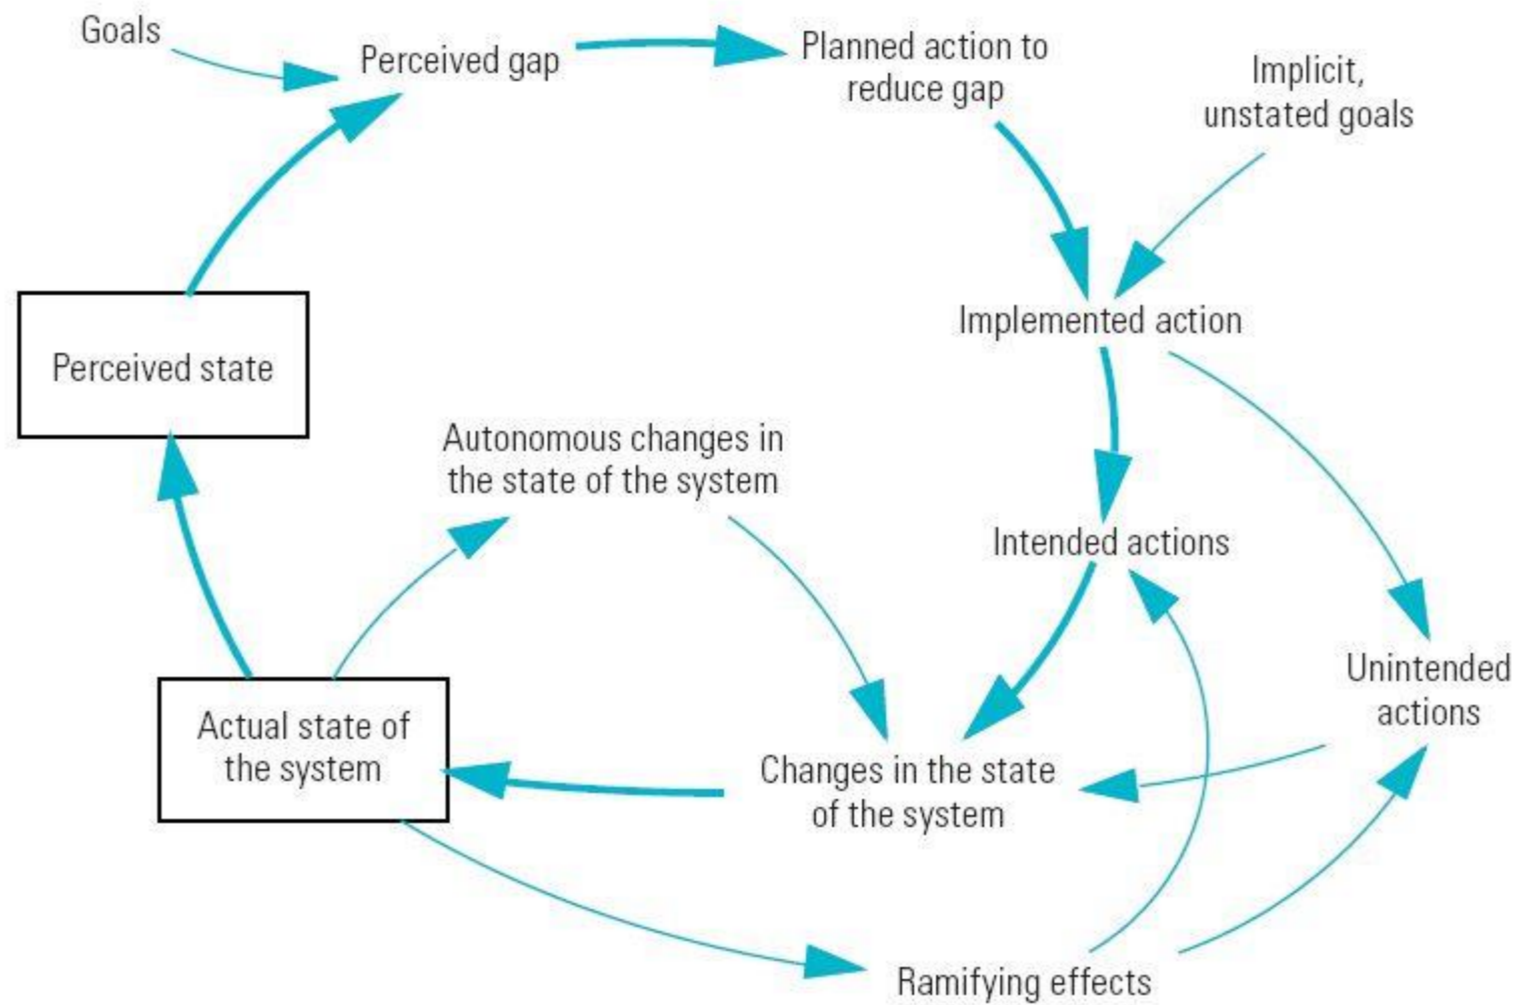 Goals
Perceived gap
Planned action to
reduce gap
Implicit,
unstated goals
Implemented action
Perceived state
Autonomous changes in
the state of the system
Intended actions
Unintended
actions
Actual state of
the system
Changes in the state
of the system
Ramifying effects